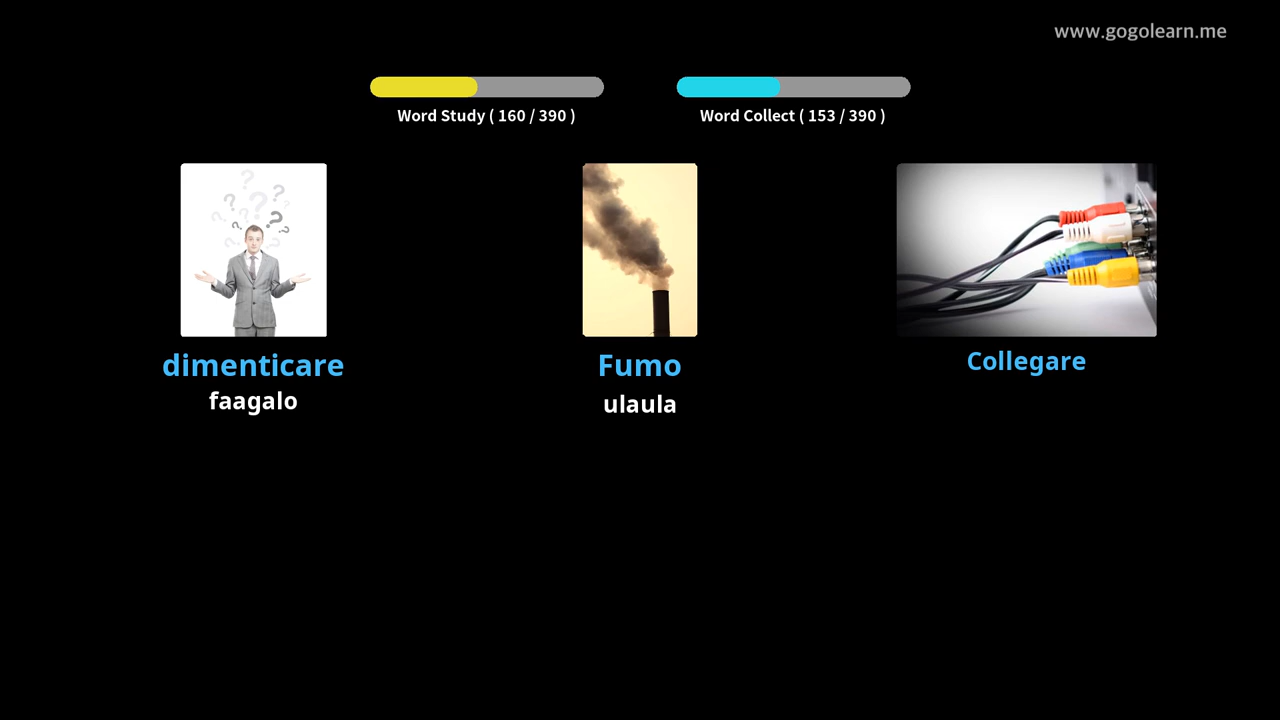 www.gogolearn.me
Word Study ( 160 / 390 )
Word Collect ( 153 / 390 )
dimenticare
faagalo
Fumo
ulaula
Collegare